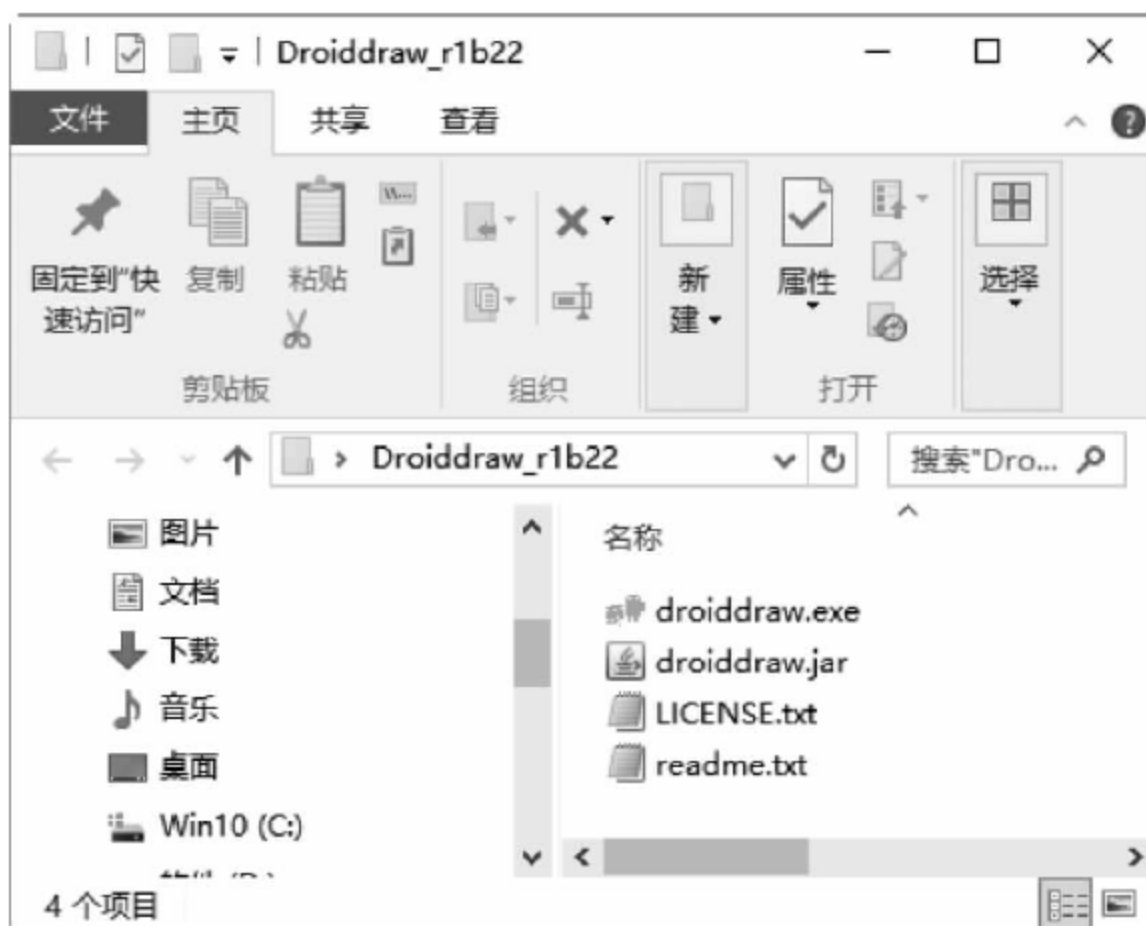 Droiddraw_r1b22
文件 主页 共享 查看
固定到"快速访问"
复制
粘贴
新建
属性
选择
剪贴板
组织
打开
Droiddraw_r1b22
搜索"Dro...
图片
文档
下载
音乐
桌面
Win10 (C:)
名称
droiddraw.exe
droiddraw.jar
LICENSE.txt
readme.txt
4 个项目